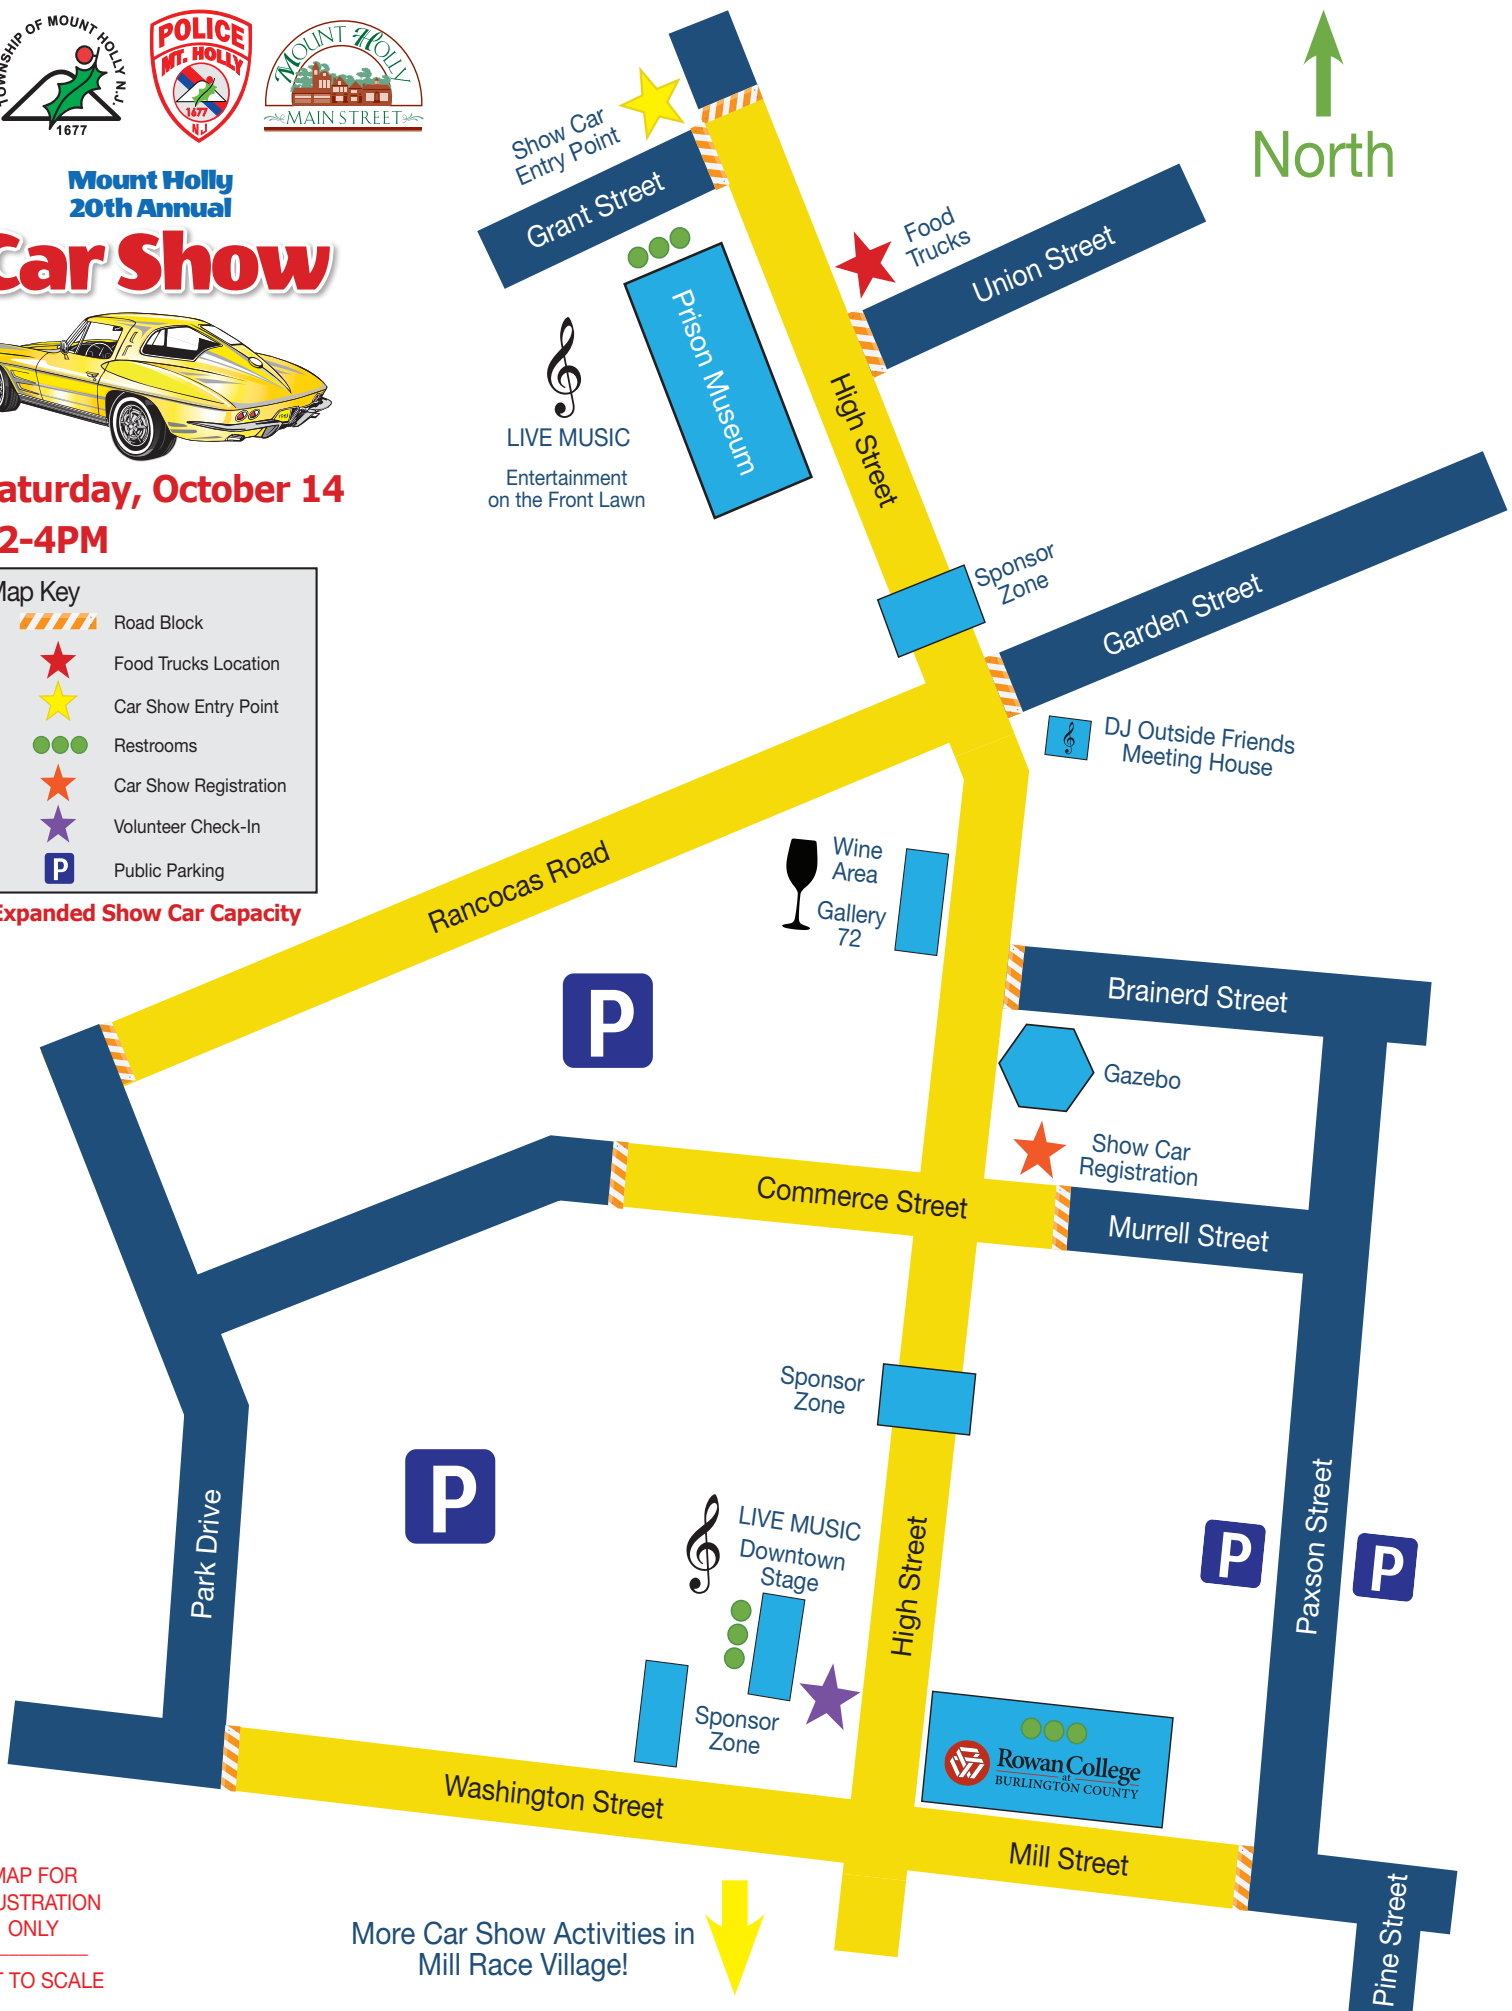 TOWNSHIP OF MOUNT HOLLY N.J.
1677
POLICE
MT. HOLLY
1677
NJ
MOUNT HOLLY
MAIN STREET
Mount Holly
20th Annual
Car Show
aturday, October 14
2-4PM
Map Key
Road Block
Food Trucks Location
Car Show Entry Point
Restrooms
Car Show Registration
Volunteer Check-In
P
Public Parking
Expanded Show Car Capacity
North
Show Car
Entry Point
Grant Street
Food
Trucks
Union Street
Prison Museum
High Street
LIVE MUSIC
Entertainment
on the Front Lawn
Sponsor
Zone
Garden Street
DJ Outside Friends
Meeting House
Rancocas Road
Wine
Area
Gallery
72
P
Brainerd Street
Gazebo
Show Car
Registration
Commerce Street
Murrell Street
Sponsor
Zone
P
Park Drive
LIVE MUSIC
Downtown
Stage
High Street
P
Paxson Street
P
Sponsor
Zone
Rowan College
at
BURLINGTON COUNTY
Washington Street
Mill Street
Pine Street
MAP FOR
USTRATION
ONLY
T TO SCALE
More Car Show Activities in
Mill Race Village!